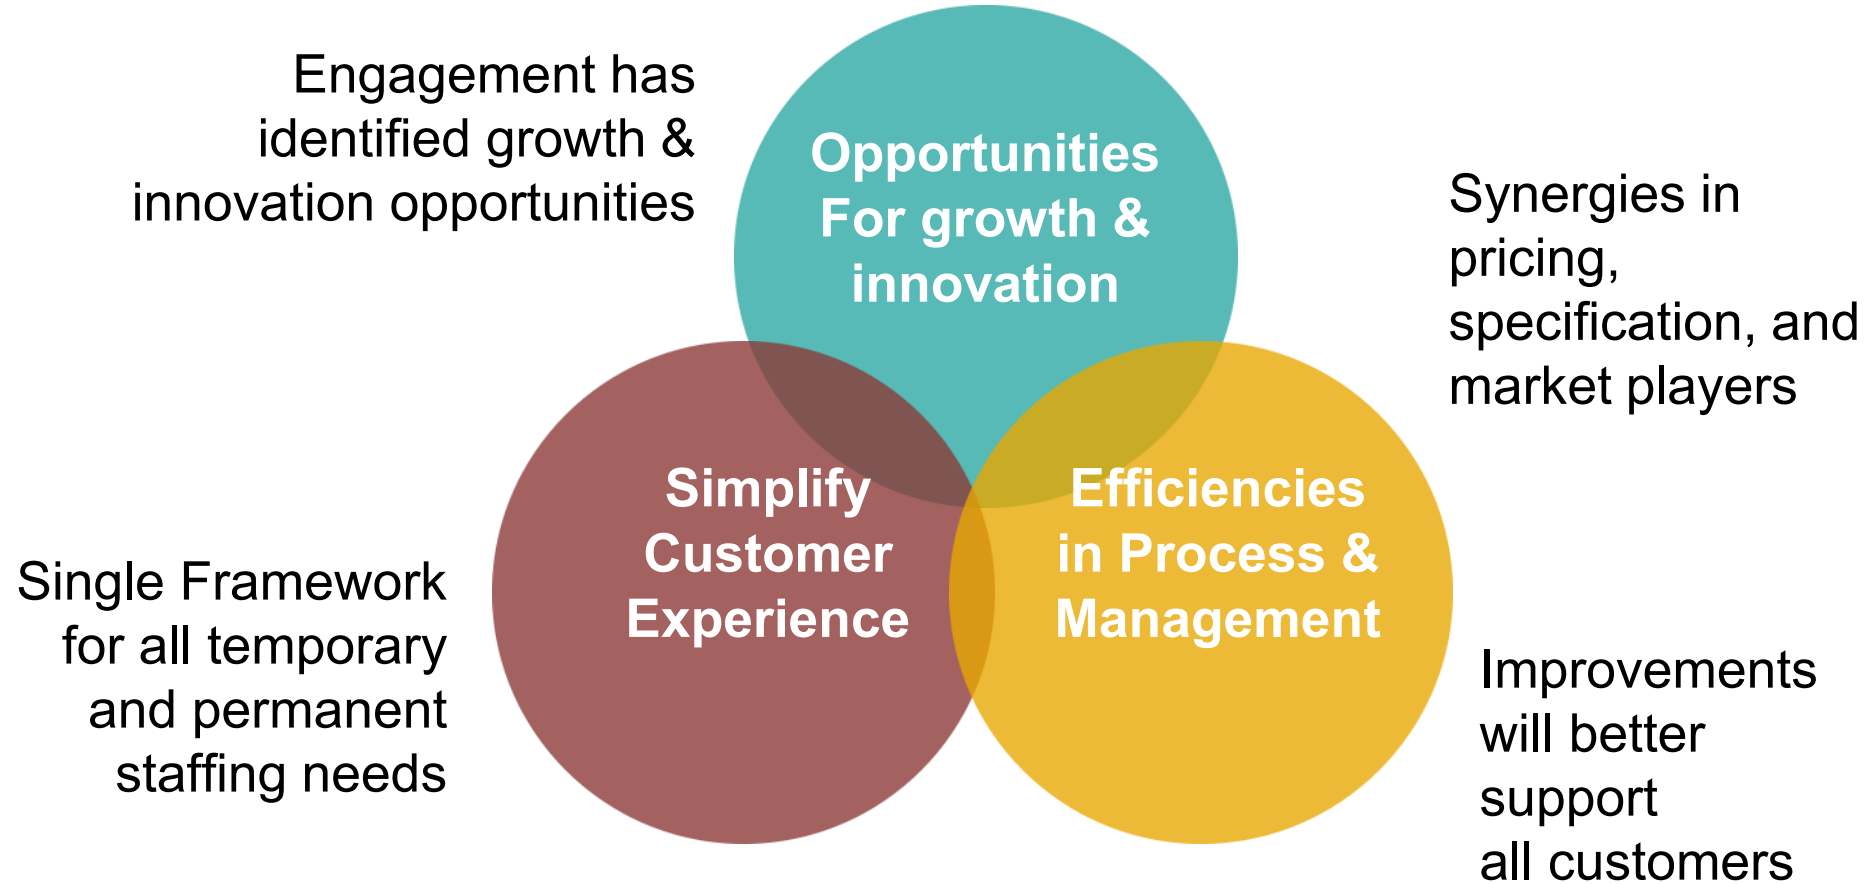 Engagement has
identified growth &
innovation opportunities
Opportunities
For growth &
innovation
Synergies in
pricing,
specification, and
market players
Simplify
Customer
Experience
Efficiencies
in Process &
Management
Single Framework
for all temporary
and permanent
staffing needs
Improvements
will better
support
all customers